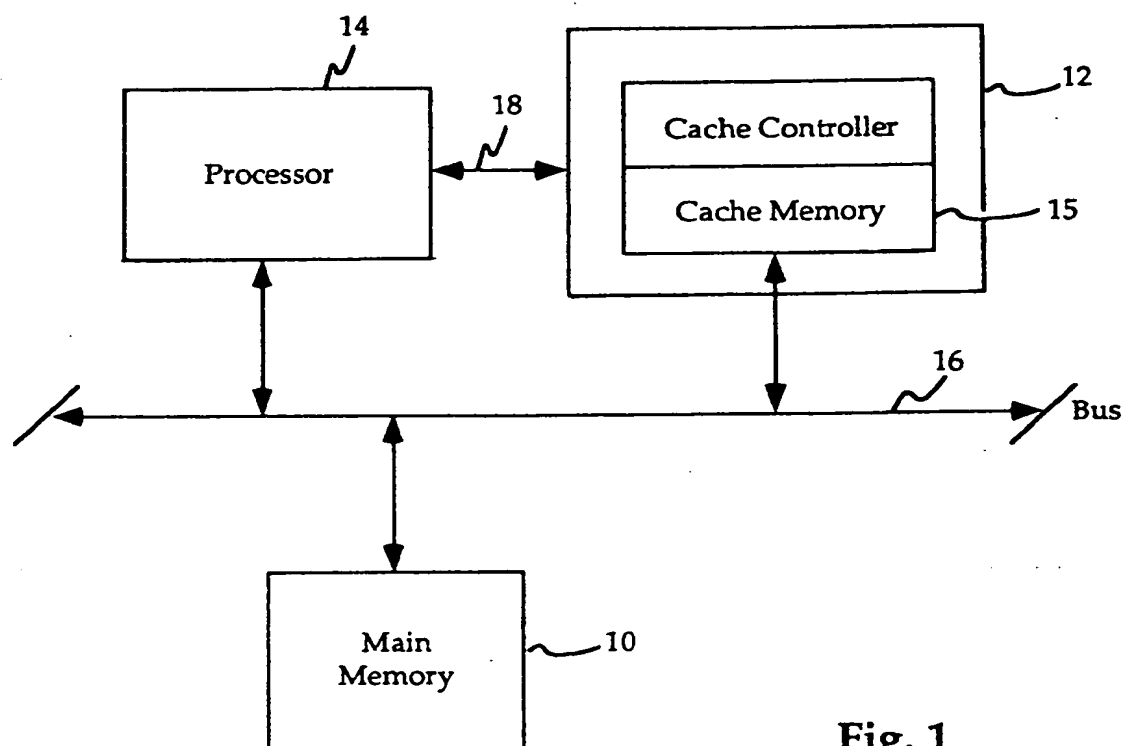 14
12
18
Cache Controller
Processor
Cache Memory
15
16
Bus
Main
Memory
10
Fig. 1